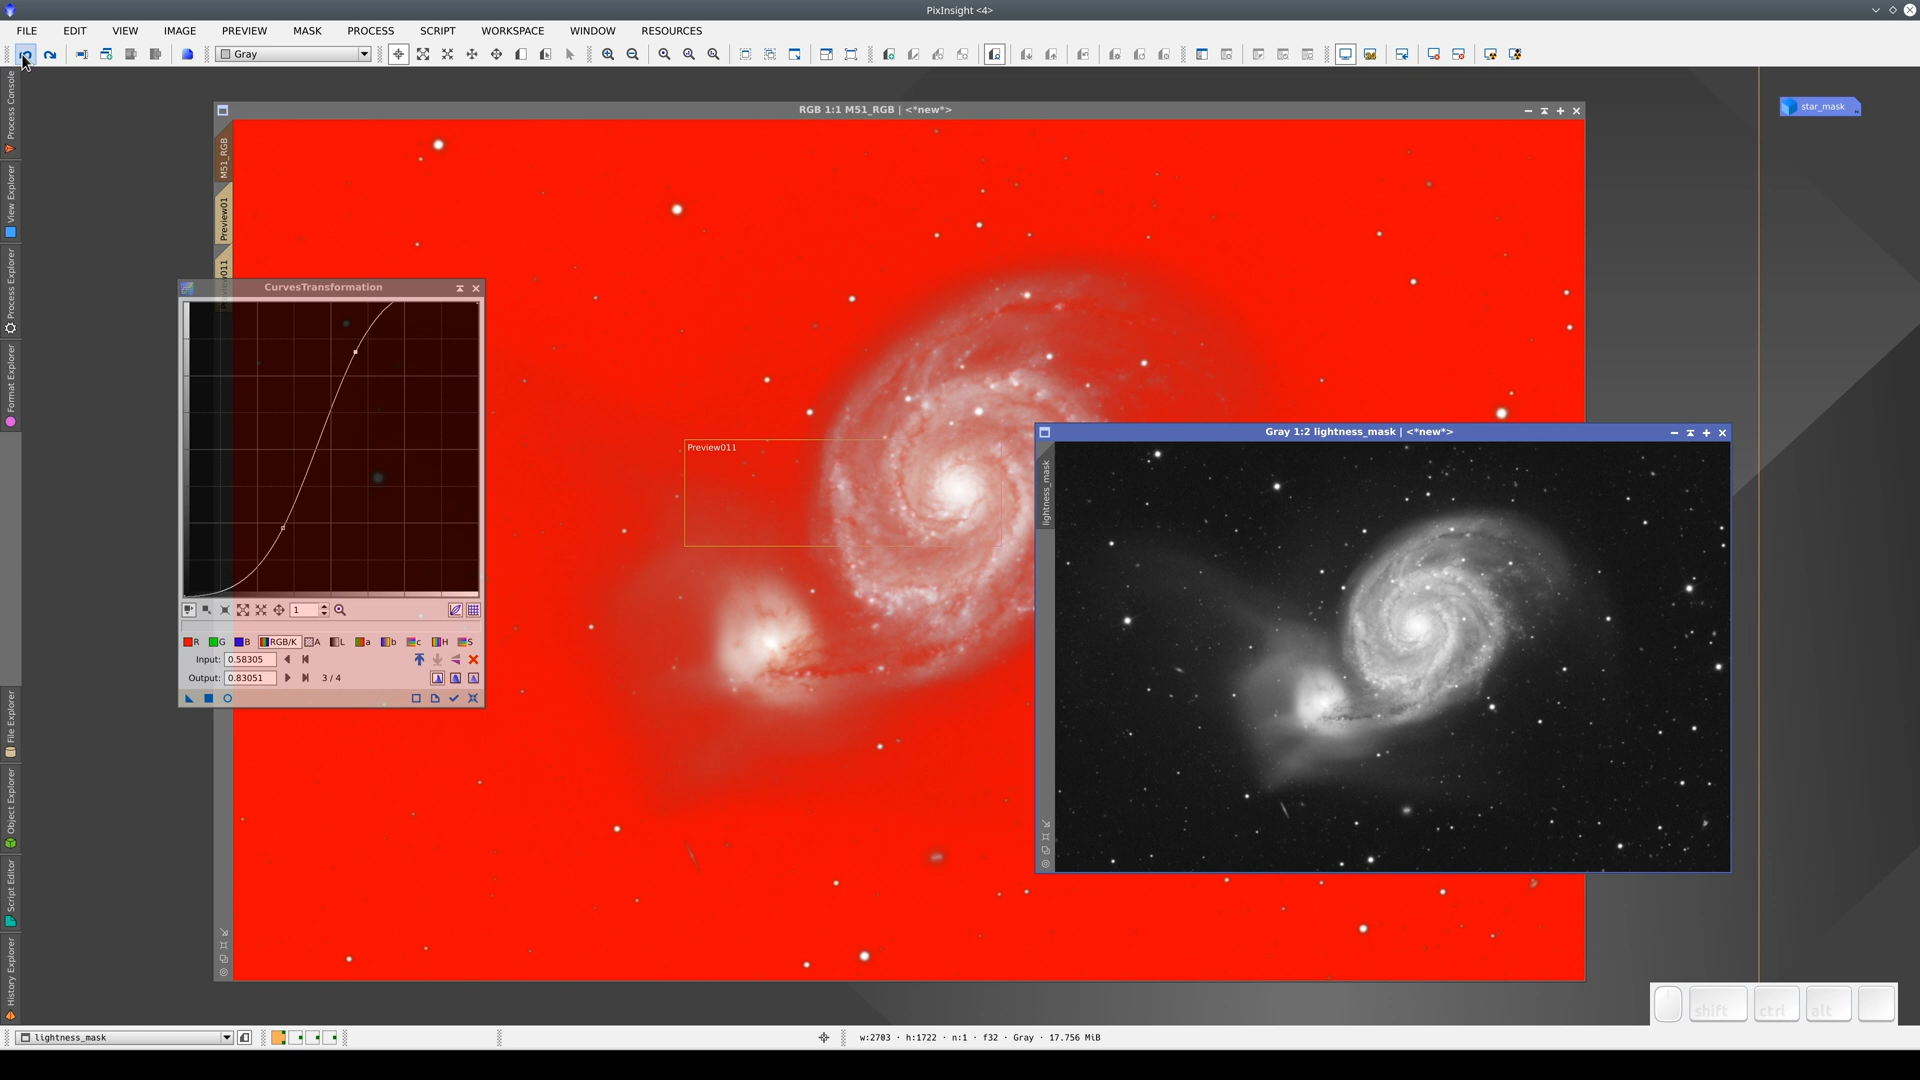 PixInsight <4>
FILE EDIT VIEW IMAGE PREVIEW MASK PROCESS SCRIPT WORKSPACE WINDOW RESOURCES
Gray
Process Console
View Explorer
Process Explorer
Format Explorer
File Explorer
Object Explorer
Script Editor
History Explorer
RGB 1:1 M51_RGB | <*new*>
M51_RGB
Preview01
Preview011
star_mask
CurvesTransformation
1
R G B RGB/K A L a b c H S
Input: 0.58305
Output: 0.83051 3 / 4
Gray 1:2 lightness_mask | <*new*>
lightness_mask
shift ctrl alt
lightness_mask
w:2703 · h:1722 · n:1 · f32 · Gray · 17.756 MiB